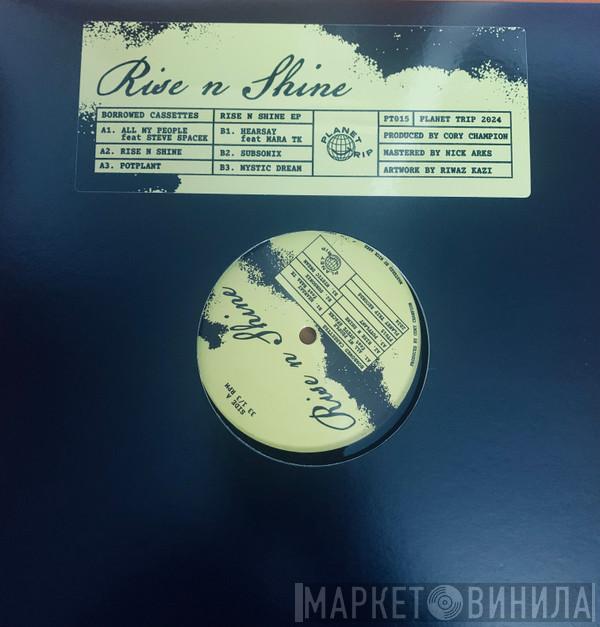 Rise n Shine
BORROWED CASSETTES
A1. ALL MY PEOPLE
feat STEVE SPACEK
A2. RISE N SHINE
A3. POTPLANT
RISE N SHINE EP
B1. HEARSAY
feat MARA TK
B2. SUBSONIX
B3. MYSTIC DREAM
PLANET TRIP
PT015
PLANET TRIP 2024
PRODUCED BY CORY CHAMPION
MASTERED BY NICK ARKS
ARTWORK BY RIWAZ KAZI
Rise n Shine
SIDE A
33 1/3 RPM
МАРКЕТ ВИНИЛА